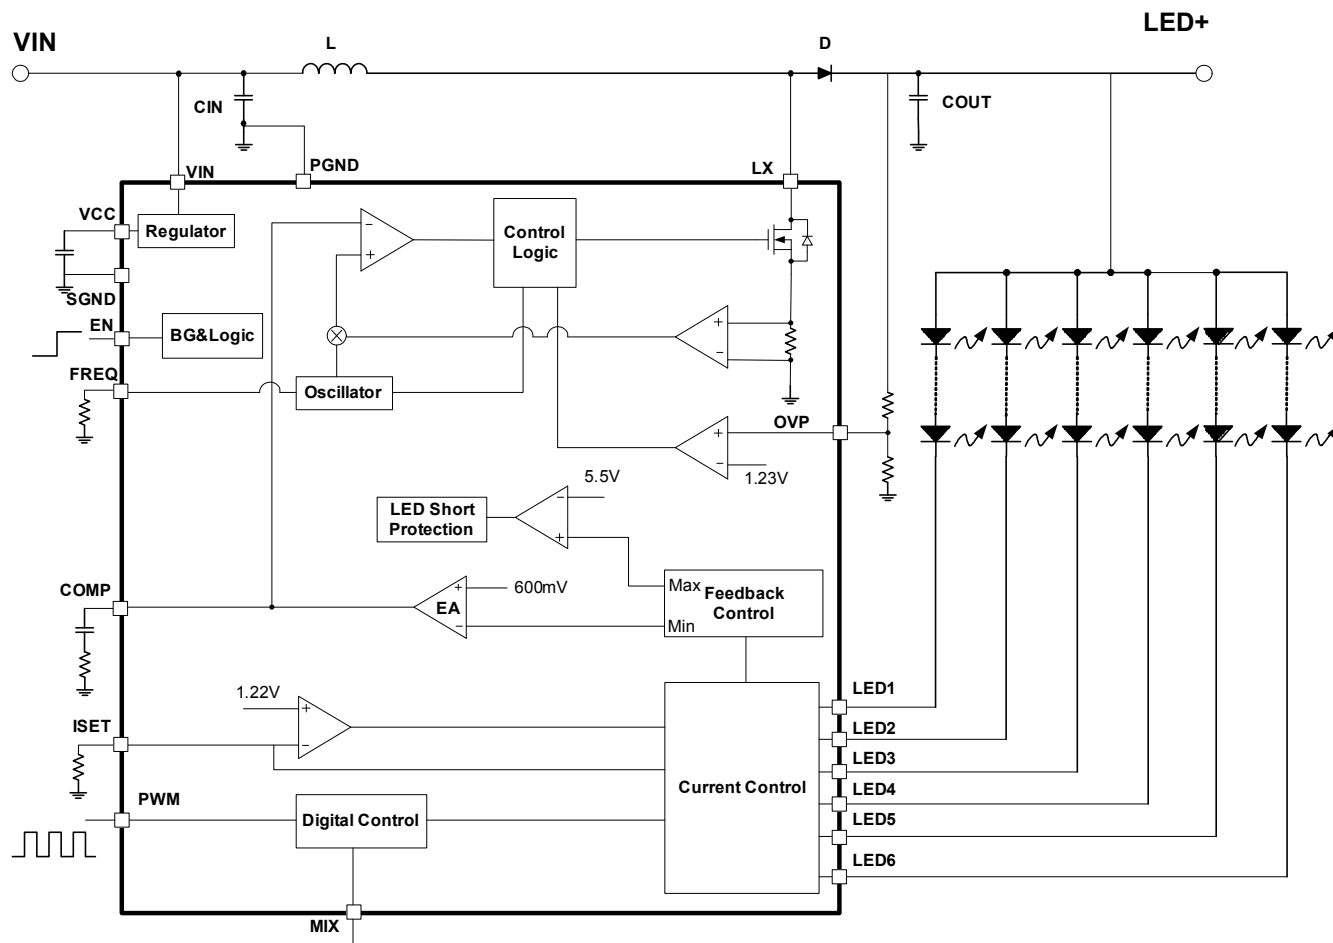 LED+
VIN
L
D
CIN
COUT
VIN
PGND
LX
VCC
Regulator
Control
Logic
SGND
EN
BG&Logic
FREQ
Oscillator
OVP
1.23V
5.5V
LED Short
Protection
COMP
EA
600mV
Max
Feedback
Control
Min
1.22V
LED1
ISET
LED2
LED3
Current Control
LED4
PWM
Digital Control
LED5
LED6
MIX